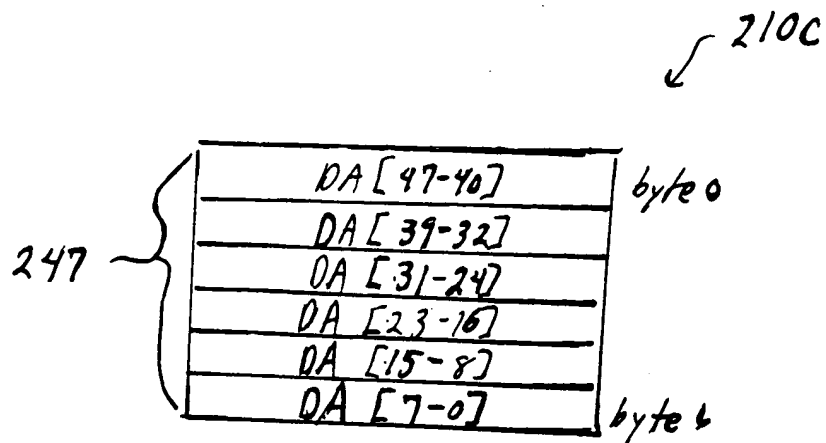 210C
DA [47-40] byte 0
DA [39-32]
247
DA [31-24]
DA [23-16]
DA [15-8]
DA [7-0] byte 6